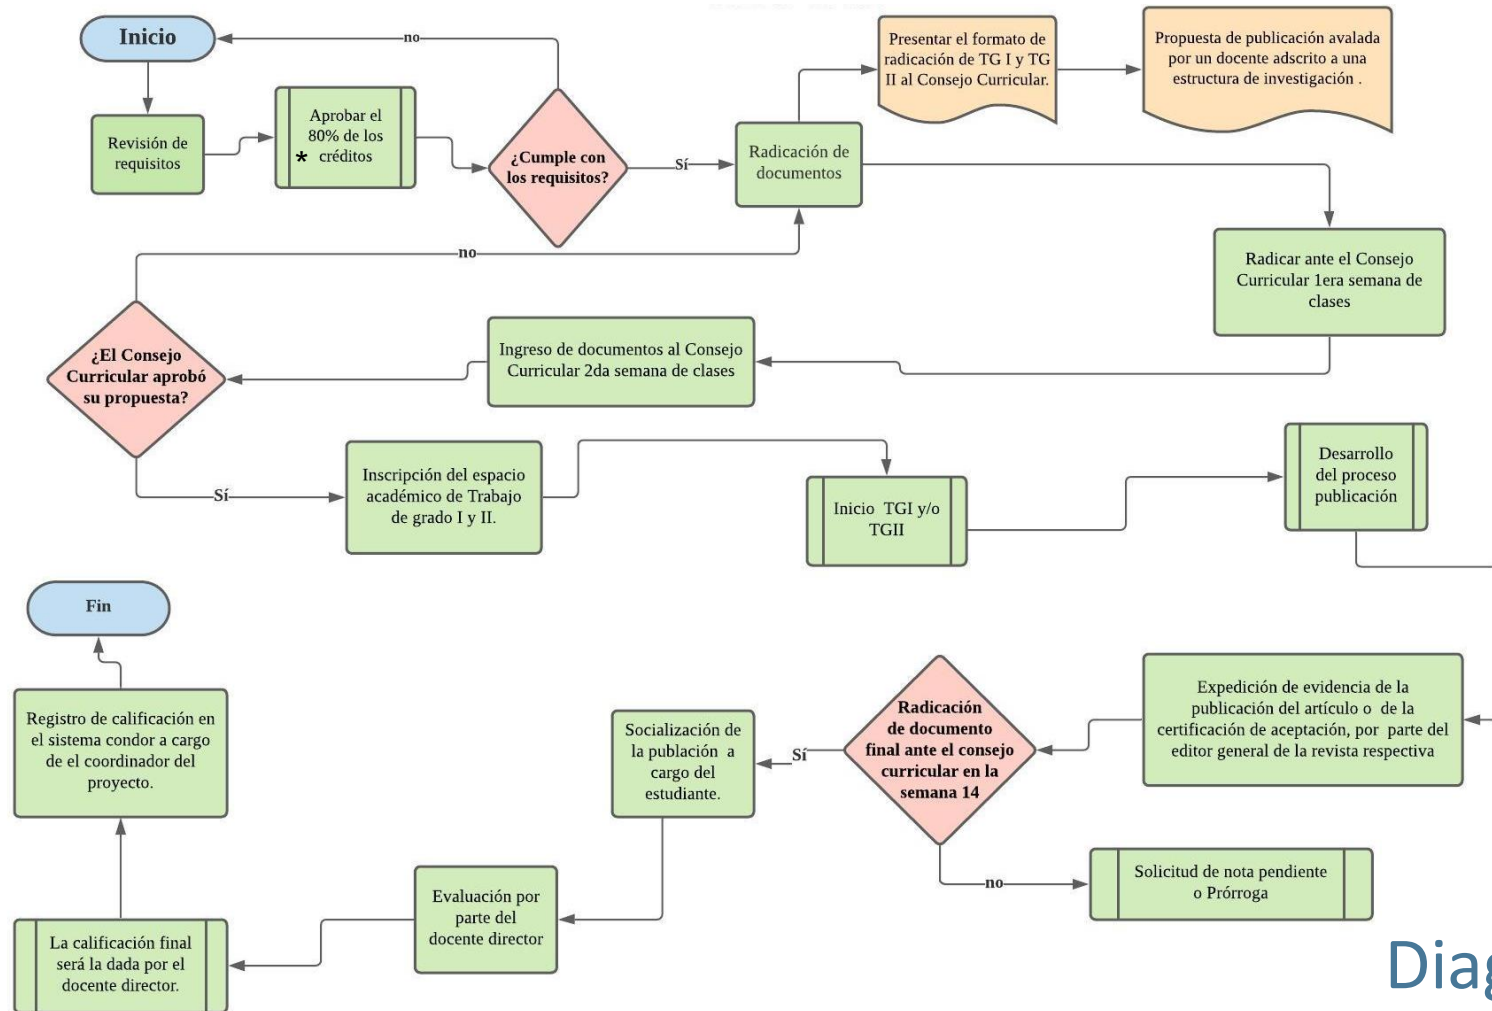 Inicio
no
Revisión de
requisitos
Aprobar el
80% de los
* créditos
¿Cumple con
los requisitos?
Sí
Radicación de
documentos
Presentar el formato de
radicación de TG I y TG
II al Consejo Curricular.
Propuesta de publicación avalada
por un docente adscrito a una
estructura de investigación .
Radicar ante el Consejo
Curricular 1era semana de
clases
no
Ingreso de documentos al Consejo
Curricular 2da semana de clases
¿El Consejo
Curricular aprobó
su propuesta?
Sí
Inscripción del espacio
académico de Trabajo
de grado I y II.
Inicio TGI y/o
TGII
Desarrollo
del proceso
publicación
Expedición de evidencia de la
publicación del artículo o de la
certificación de aceptación, por parte del
editor general de la revista respectiva
Radicación
de documento
final ante el consejo
curricular en la
semana 14
no
Solicitud de nota pendiente
o Prórroga
Sí
Socialización de
la públación a
cargo del
estudiante.
Evaluación por
parte del
docente director
La calificación final
será la dada por el
docente director.
Registro de calificación en
el sistema condor a cargo
de el coordinador del
proyecto.
Fin
Diag